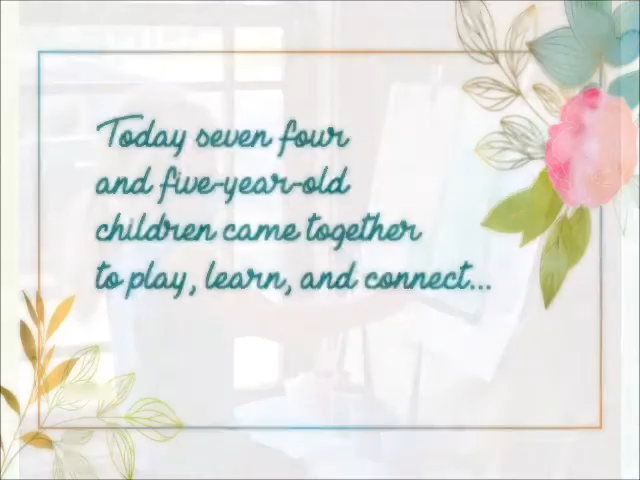 Today seven four
and five-year-old
children came together
to play, learn, and connect...